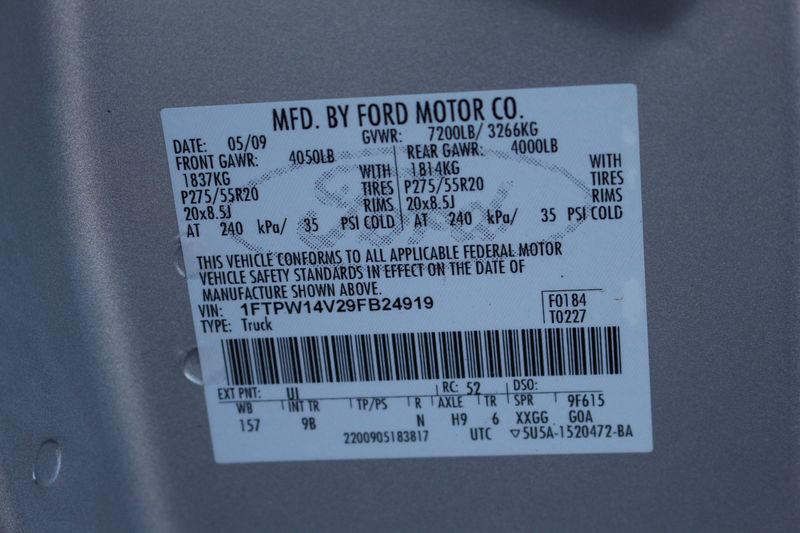 MFD. BY FORD MOTOR CO.
DATE: 05/09 GVWR: 7200LB/ 3266KG
FRONT GAWR: 4050LB REAR GAWR: 4000LB
1837KG WITH 1814KG WITH
P275/55R20 TIRES P275/55R20 TIRES
20x8.5J RIMS 20x8.5J RIMS
AT 240 kPa/ 35 PSI COLD AT 240 kPa/ 35 PSI COLD
Ford
THIS VEHICLE CONFORMS TO ALL APPLICABLE FEDERAL MOTOR
VEHICLE SAFETY STANDARDS IN EFFECT ON THE DATE OF
MANUFACTURE SHOWN ABOVE.
VIN: 1FTPW14V29FB24919 F0184
TYPE: Truck T0227
EXT PNT: UI RC: 52 DSO:
WB INT TR TP/PS R AXLE TR SPR 9F615
157 9B N H9 6 XXGG GOA
2200905183817 UTC ▽5U5A-1520472-BA